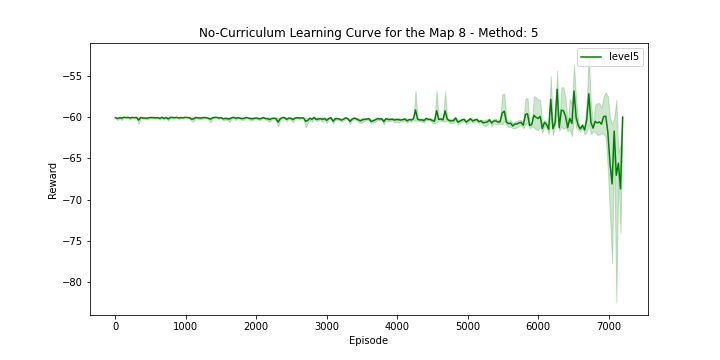 No-Curriculum Learning Curve for the Map 8 - Method: 5
level5
−55
−60
−65
−70
−75
−80
Reward
0 1000 2000 3000 4000 5000 6000 7000
Episode